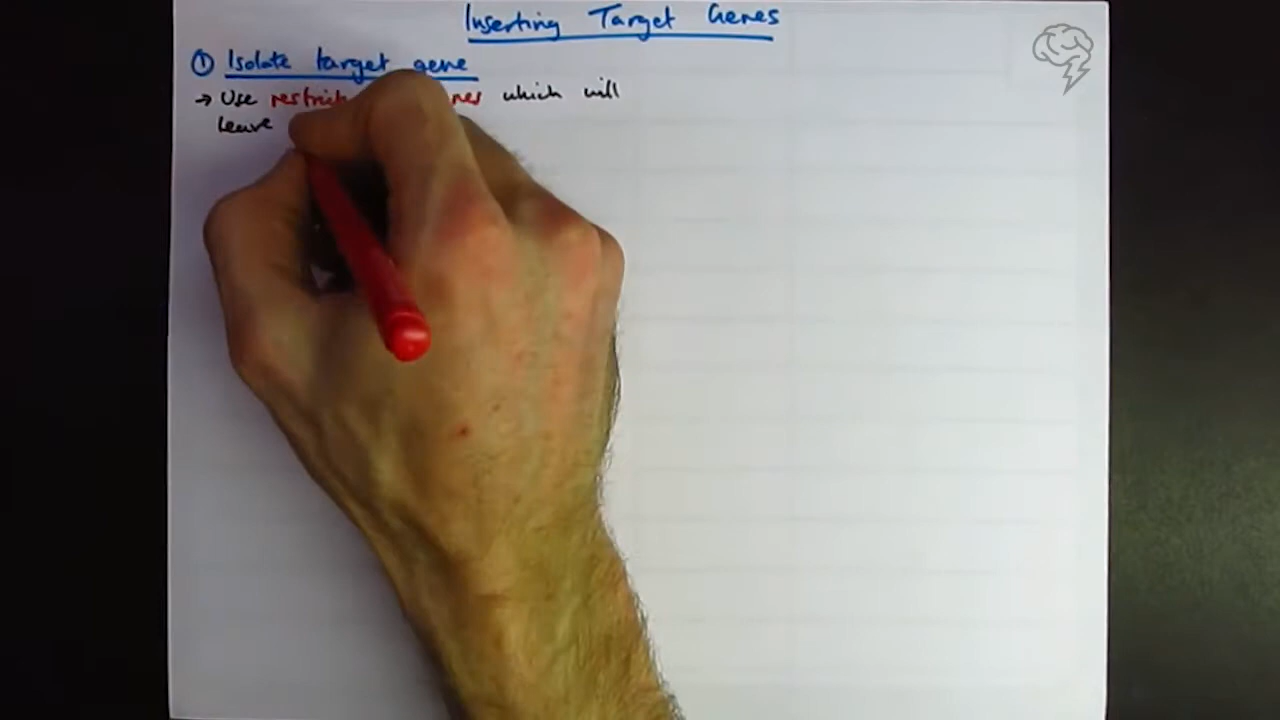 Inserting Target Genes
① Isolate target gene
→ Use which will
leave